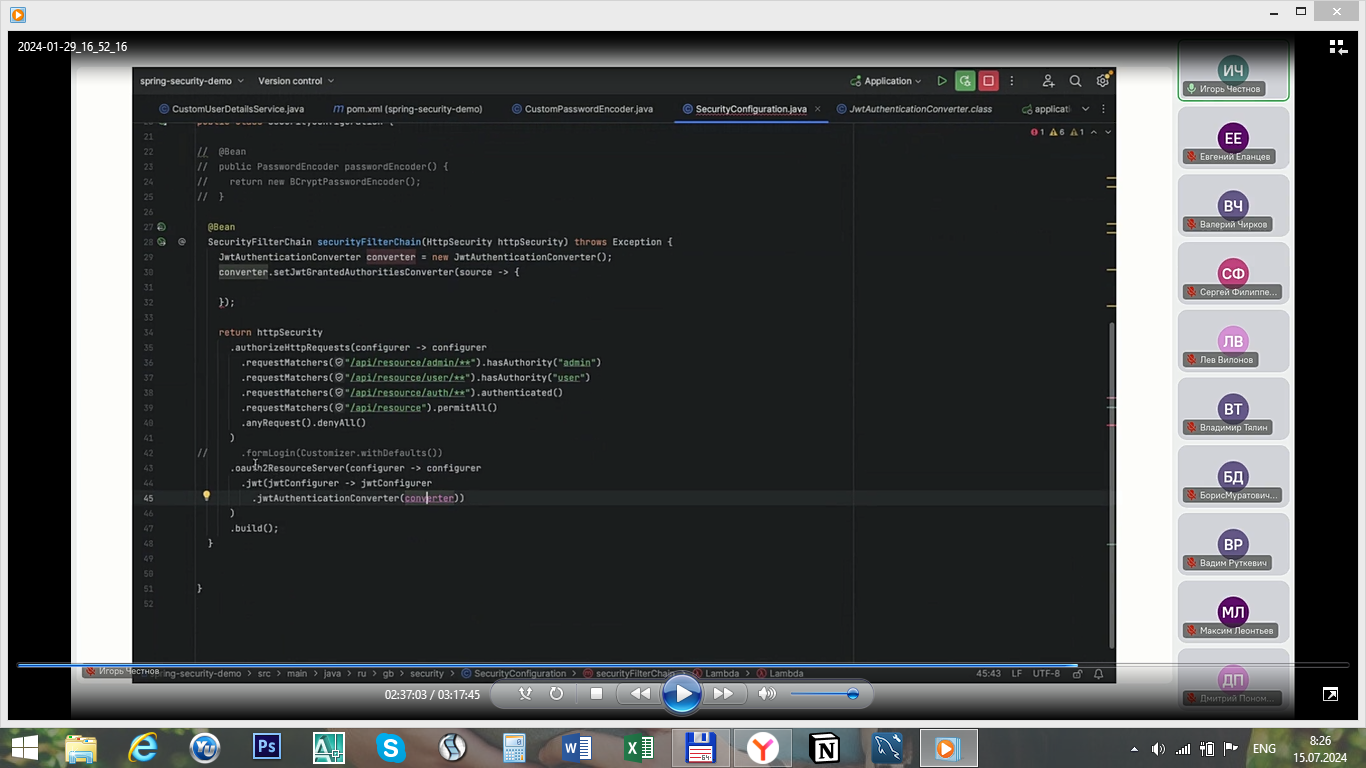 2024-01-29_16_52_16
spring-security-demo
Version control
Application
CustomUserDetailsService.java
pom.xml (spring-security-demo)
CustomPasswordEncoder.java
SecurityConfiguration.java
JwtAuthenticationConverter.class
applicati
1 6 1
21
22 // @Bean
23 // public PasswordEncoder passwordEncoder() {
24 // return new BCryptPasswordEncoder();
25 // }
26
27 @Bean
28 SecurityFilterChain securityFilterChain(HttpSecurity httpSecurity) throws Exception {
29 JwtAuthenticationConverter converter = new JwtAuthenticationConverter();
30 converter.setJwtGrantedAuthoritiesConverter(source -> {
31
32 });
33
34 return httpSecurity
35 .authorizeHttpRequests(configurer -> configurer
36 .requestMatchers("/api/resource/admin/**").hasAuthority("admin")
37 .requestMatchers("/api/resource/user/**").hasAuthority("user")
38 .requestMatchers("/api/resource/auth/**").authenticated()
39 .requestMatchers("/api/resource").permitAll()
40 .anyRequest().denyAll()
41 )
42 // .formLogin(Customizer.withDefaults())
43 .oauth2ResourceServer(configurer -> configurer
44 .jwt(jwtConfigurer -> jwtConfigurer
45 .jwtAuthenticationConverter(converter))
46 )
47 .build();
48 }
49
50
51 }
52
spring-security-demo > src > main > java > ru > gb > security > SecurityConfiguration > securityFilterChain > Lambda > Lambda
45:43 LF UTF-8
Игорь Честнов
02:37:03 / 03:17:45
ИЧ
Игорь Честнов
ЕЕ
Евгений Еланцев
ВЧ
Валерий Чирков
СФ
Сергей Филиппе...
ЛВ
Лев Вилонов
ВТ
Владимир Тялин
БД
БорисМуратович...
ВР
Вадим Руткевич
МЛ
Максим Леонтьев
ДП
Дмитрий Поном...
ENG
8:26
15.07.2024